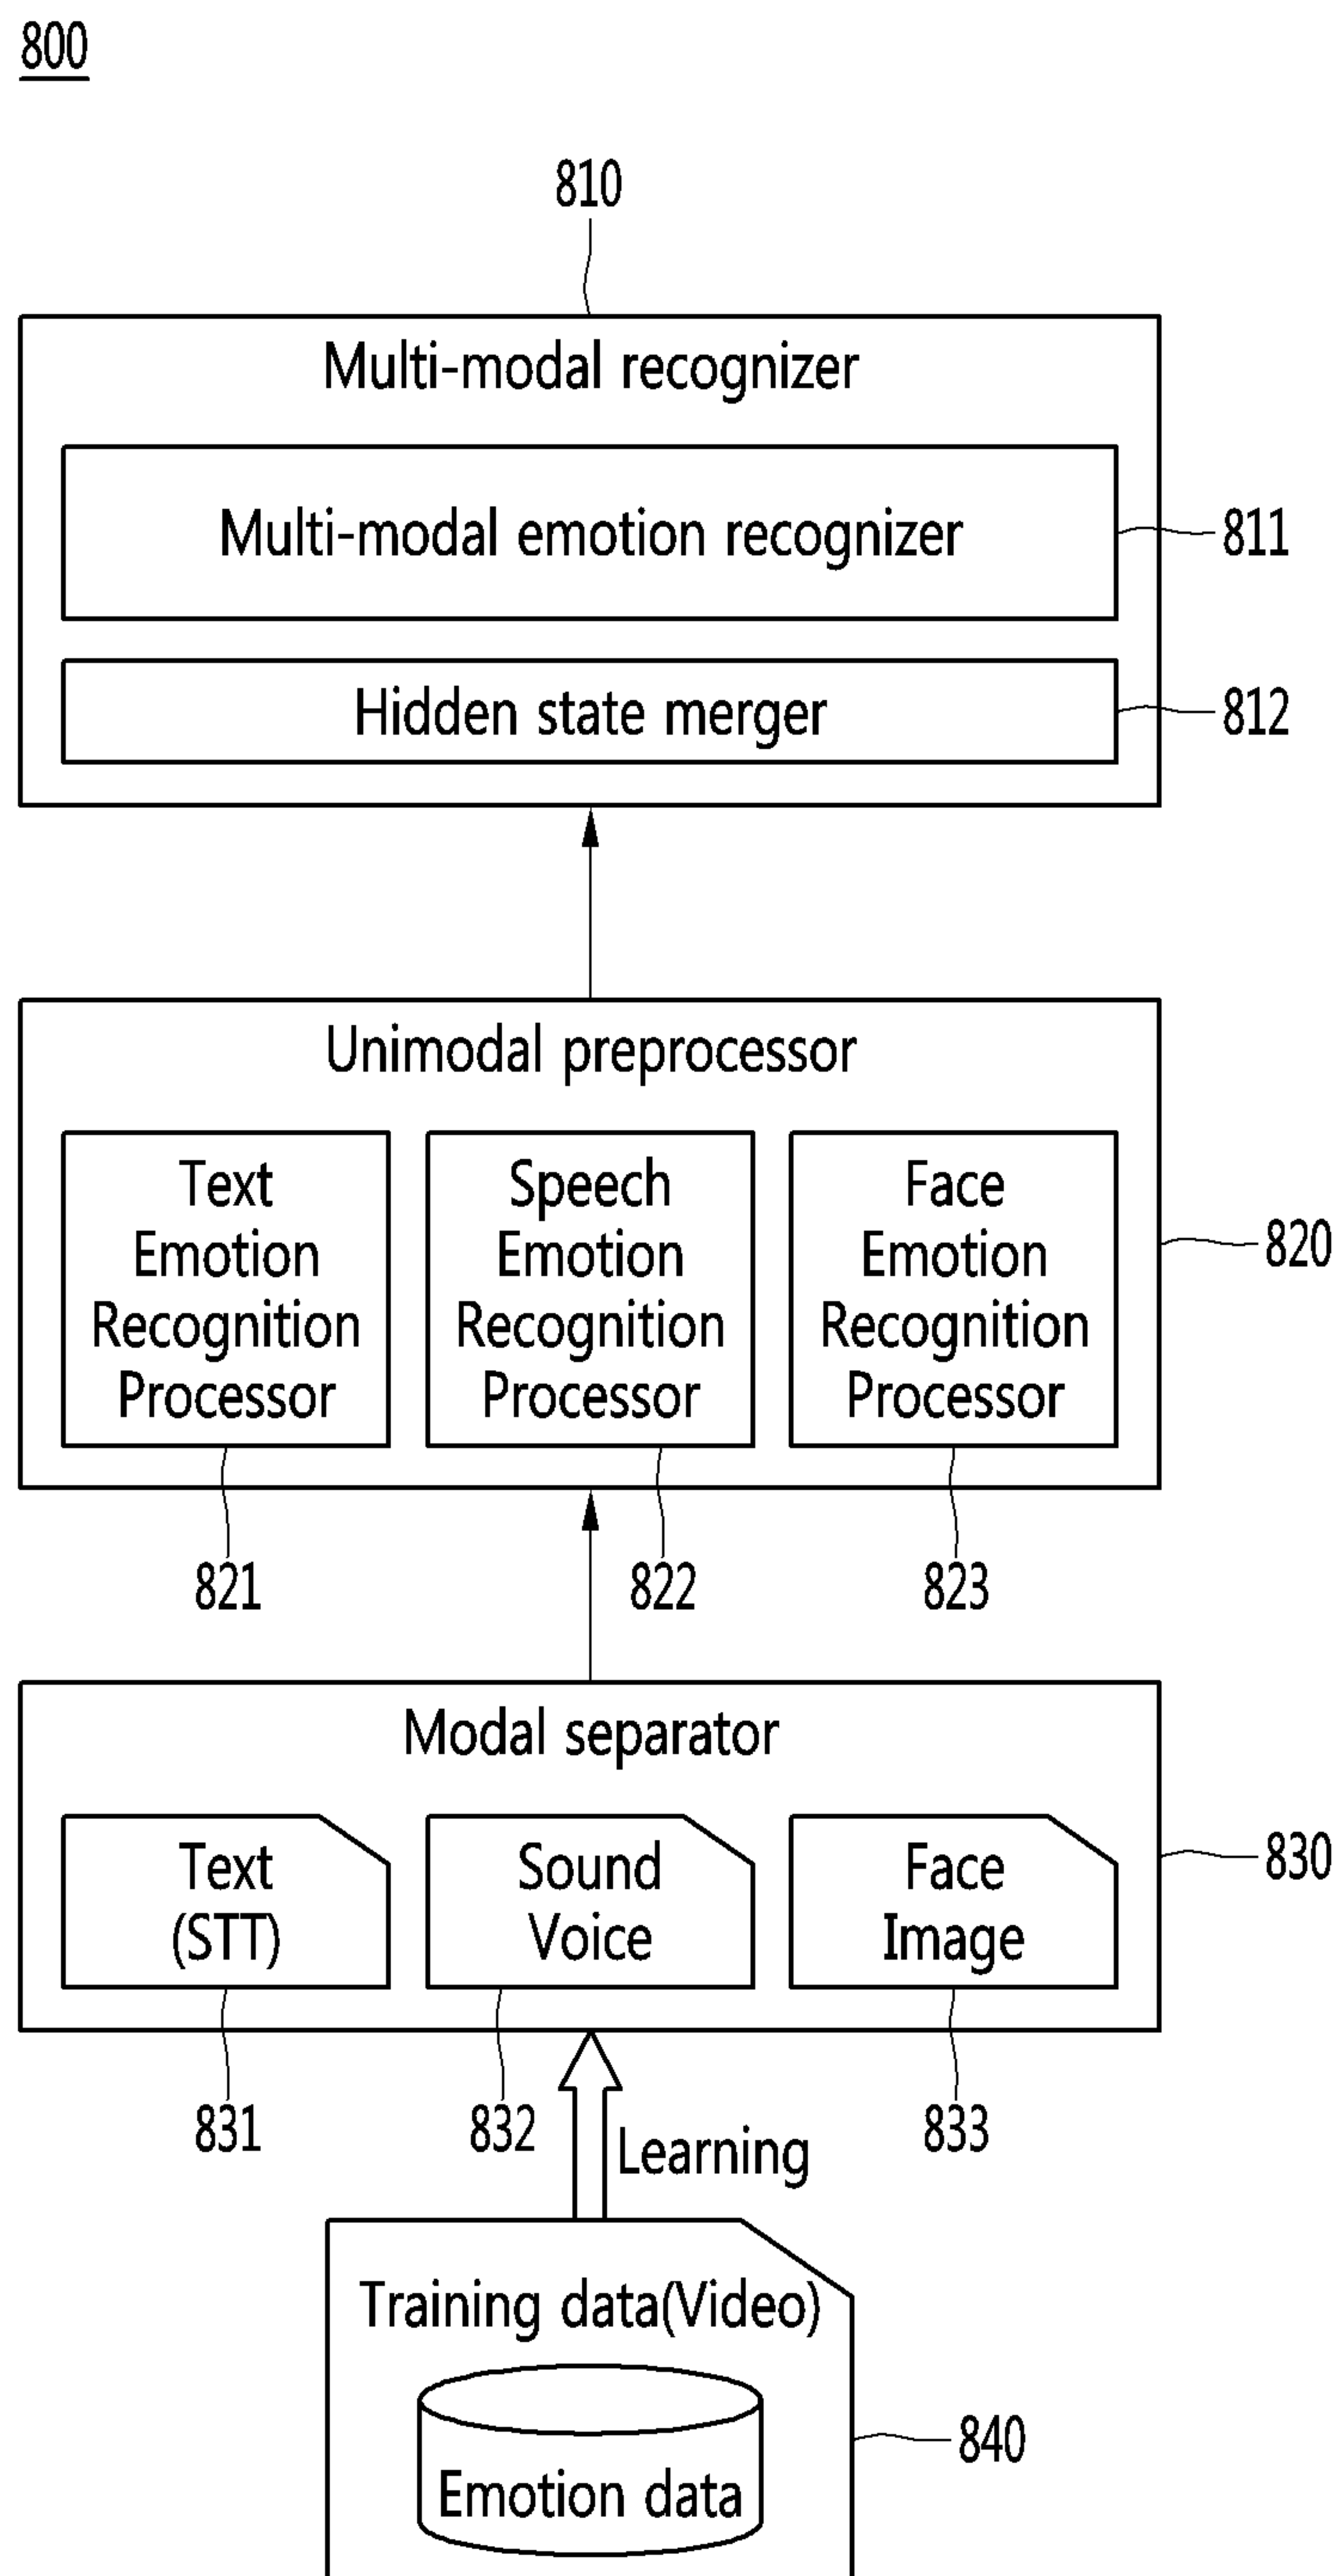 800
810
Multi-modal recognizer
Multi-modal emotion recognizer
811
Hidden state merger
812
Unimodal preprocessor
Text
Emotion
Recognition
Processor
Speech
Emotion
Recognition
Processor
Face
Emotion
Recognition
Processor
820
821
822
823
Modal separator
Text
(STT)
Sound
Voice
Face
Image
830
831
832
833
Learning
Training data(Video)
Emotion data
840